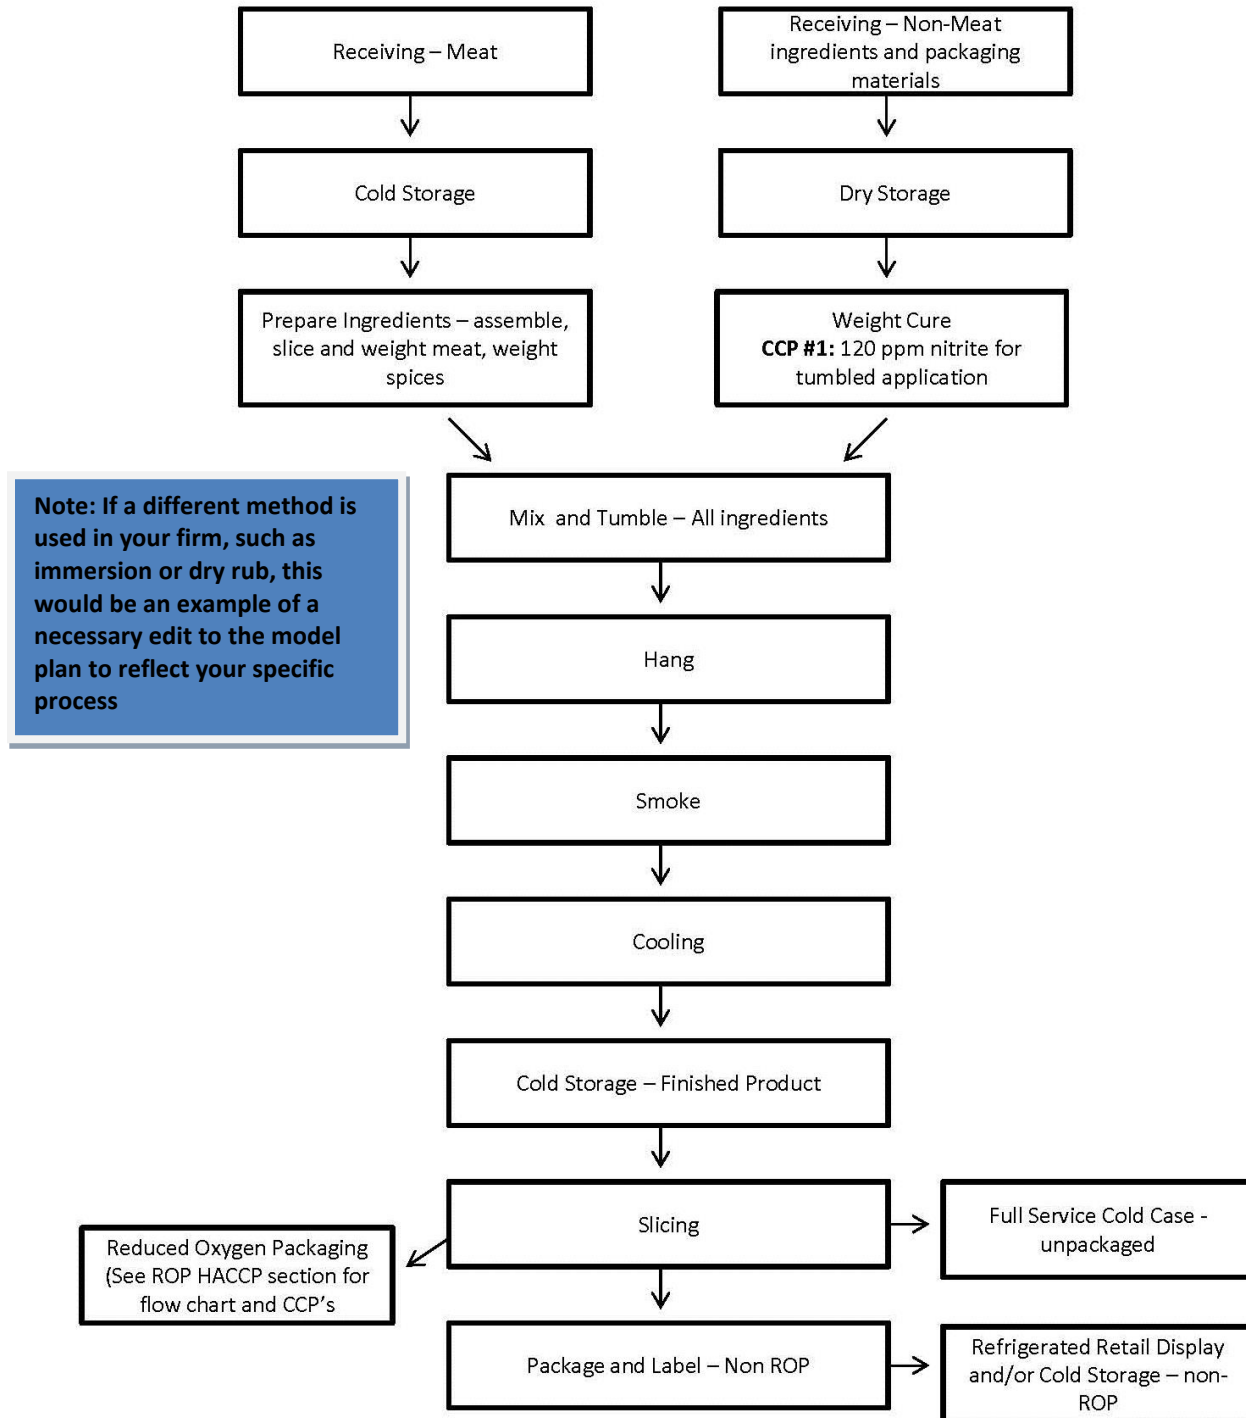 Receiving – Meat
Receiving – Non-Meat
ingredients and packaging
materials
Cold Storage
Dry Storage
Prepare Ingredients – assemble,
slice and weight meat, weight
spices
Weight Cure
CCP #1: 120 ppm nitrite for
tumbled application
Note: If a different method is
used in your firm, such as
immersion or dry rub, this
would be an example of a
necessary edit to the model
plan to reflect your specific
process
Mix and Tumble – All ingredients
Hang
Smoke
Cooling
Cold Storage – Finished Product
Slicing
Full Service Cold Case -
unpackaged
Reduced Oxygen Packaging
(See ROP HACCP section for
flow chart and CCP's
Package and Label – Non ROP
Refrigerated Retail Display
and/or Cold Storage – non-
ROP